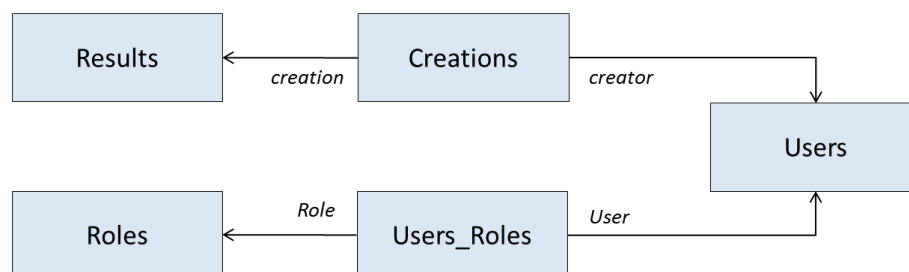 Results
creation
Creations
creator
Users
Roles
Role
Users_Roles
User